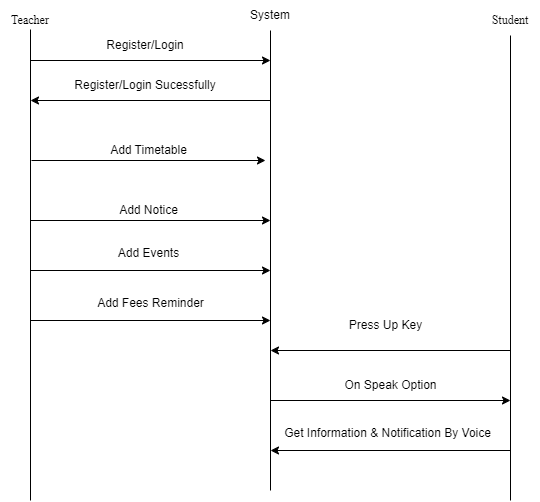 Teacher
System
Student
Register/Login
Register/Login Sucessfully
Add Timetable
Add Notice
Add Events
Add Fees Reminder
Press Up Key
On Speak Option
Get Information & Notification By Voice